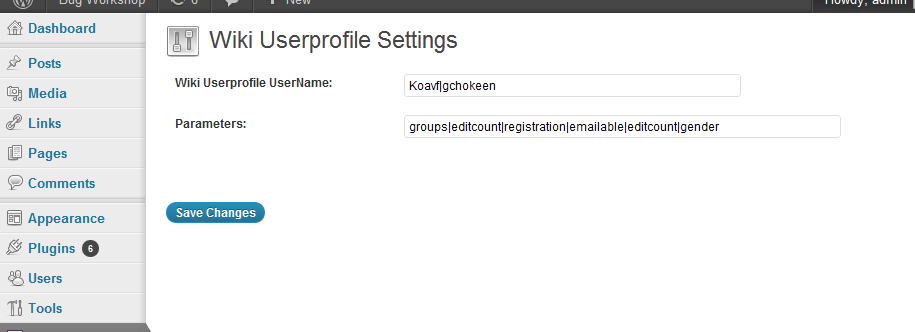 Bug Workshop 6 New Howdy, admin
Dashboard
Posts
Media
Links
Pages
Comments
Appearance
Plugins 6
Users
Tools
Wiki Userprofile Settings
Wiki Userprofile UserName: Koavf|gchokeen
Parameters: groups|editcount|registration|emailable|editcount|gender
Save Changes